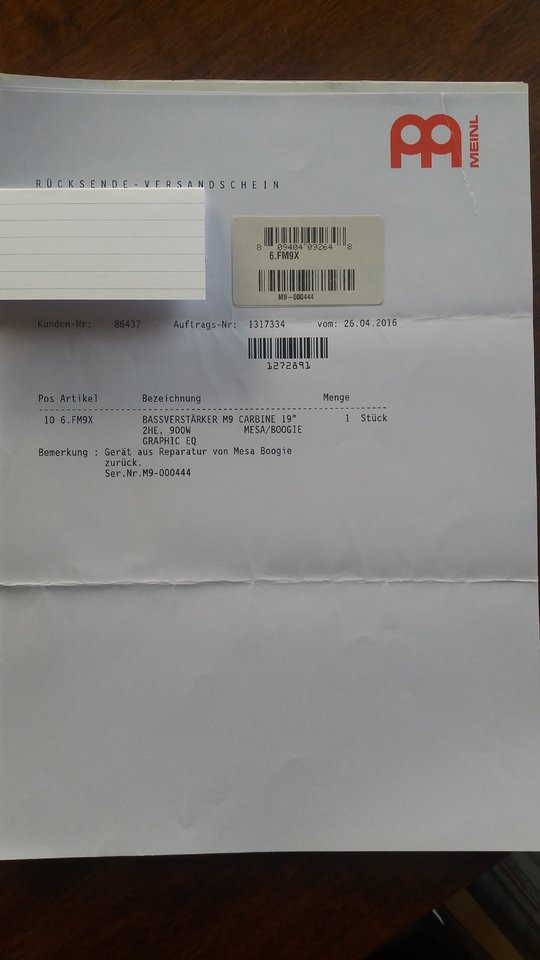 MEINL
RÜCKSENDE-VERSANDSCHEIN
8 09404 09264 8
6.FM9X
M9-000444
Kunden-Nr: 86437 Auftrags-Nr: 1317334 vom: 26.04.2016
1272891
Pos Artikel Bezeichnung Menge
10 6.FM9X BASSVERSTÄRKER M9 CARBINE 19" 1 Stück
2HE, 900W MESA/BOOGIE
GRAPHIC EQ
Bemerkung : Gerät aus Reparatur von Mesa Boogie
zurück.
Ser.Nr.M9-000444